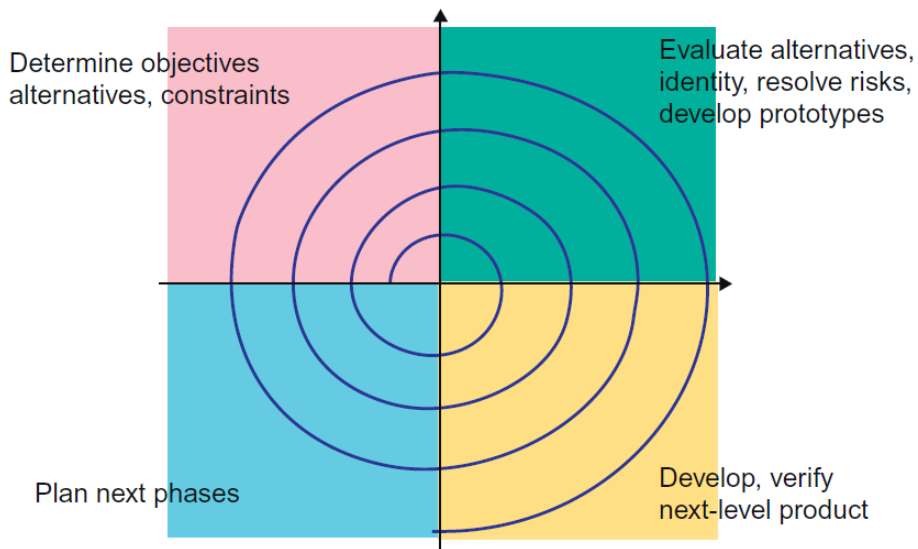 Determine objectives
alternatives, constraints
Evaluate alternatives,
identity, resolve risks,
develop prototypes
Plan next phases
Develop, verify
next-level product